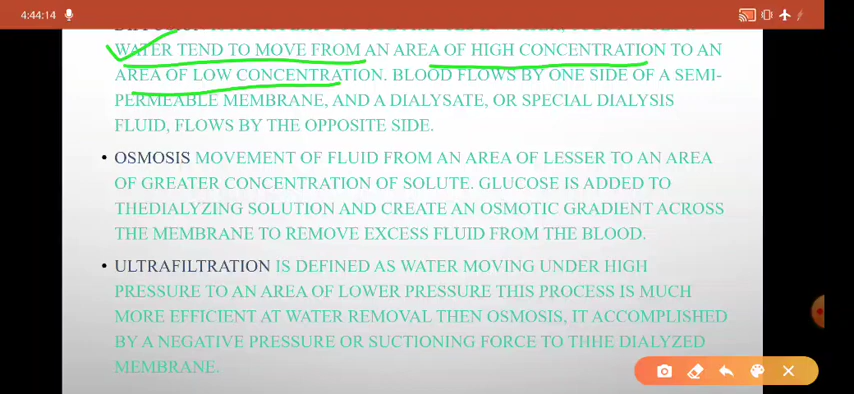 4:44:14
WATER TEND TO MOVE FROM AN AREA OF HIGH CONCENTRATION TO AN
AREA OF LOW CONCENTRATION. BLOOD FLOWS BY ONE SIDE OF A SEMI-
PERMEABLE MEMBRANE, AND A DIALYSATE, OR SPECIAL DIALYSIS
FLUID, FLOWS BY THE OPPOSITE SIDE.
• OSMOSIS MOVEMENT OF FLUID FROM AN AREA OF LESSER TO AN AREA
OF GREATER CONCENTRATION OF SOLUTE. GLUCOSE IS ADDED TO
THEDIALYZING SOLUTION AND CREATE AN OSMOTIC GRADIENT ACROSS
THE MEMBRANE TO REMOVE EXCESS FLUID FROM THE BLOOD.
• ULTRAFILTRATION IS DEFINED AS WATER MOVING UNDER HIGH
PRESSURE TO AN AREA OF LOWER PRESSURE THIS PROCESS IS MUCH
MORE EFFICIENT AT WATER REMOVAL THEN OSMOSIS, IT ACCOMPLISHED
BY A NEGATIVE PRESSURE OR SUCTIONING FORCE TO THHE DIALYZED
MEMBRANE.